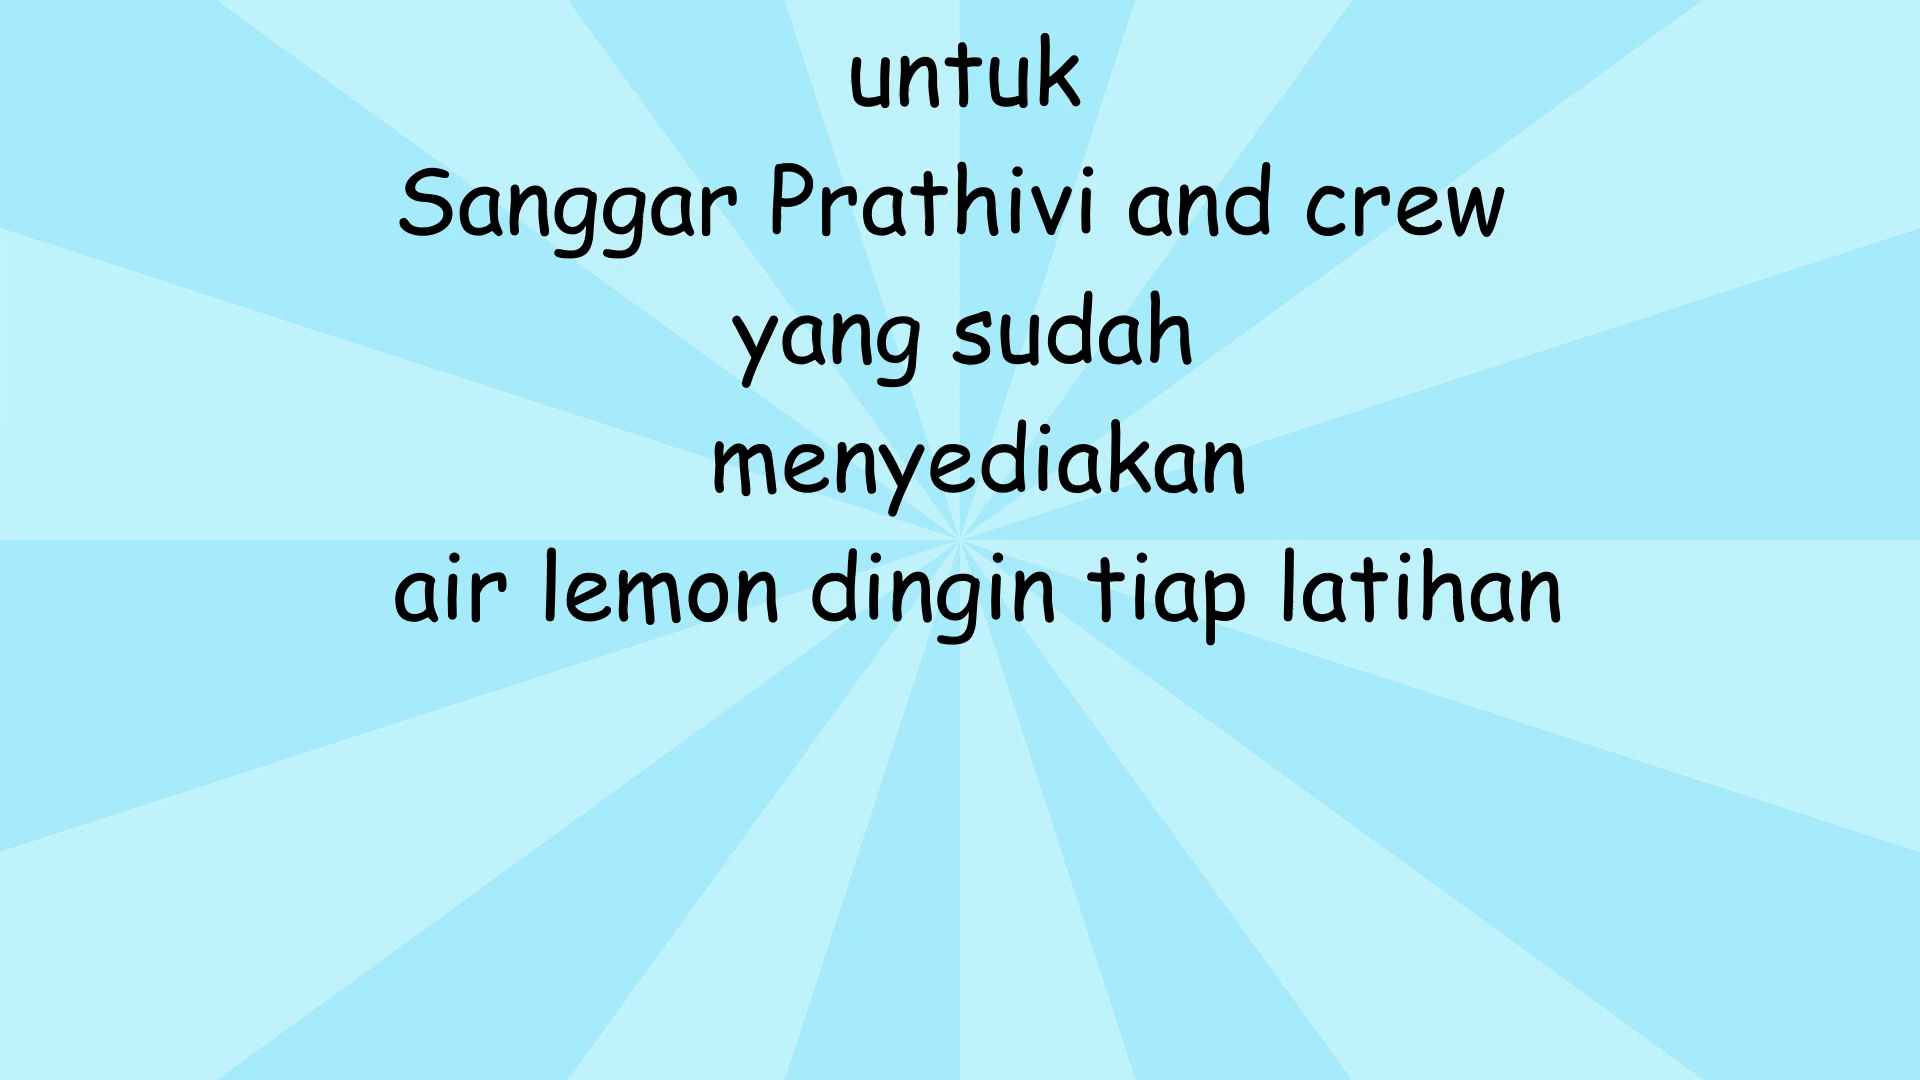 untuk
Sanggar Prathivi and crew
yang sudah
menyediakan
air lemon dingin tiap latihan